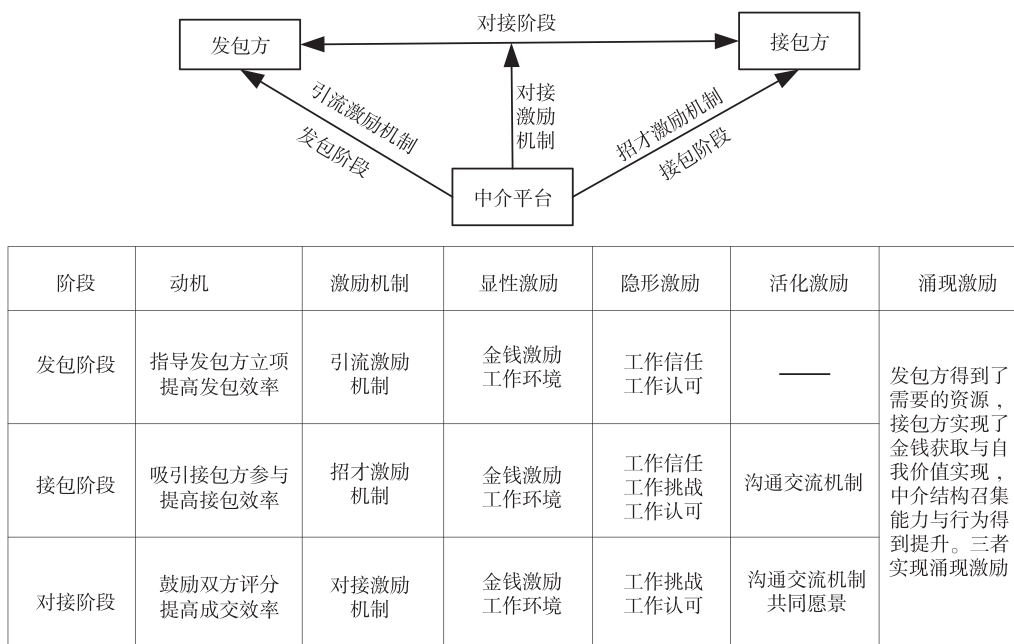 对接阶段
发包方
接包方
引流激励机制
发包阶段
对接
激励
机制
招才激励机制
接包阶段
中介平台
阶段 动机 激励机制 显性激励 隐形激励 活化激励 涌现激励
发包阶段
指导发包方立项
提高发包效率
引流激励
机制
金钱激励
工作环境
工作信任
工作认可
——
接包阶段
吸引接包方参与
提高接包效率
招才激励
机制
金钱激励
工作环境
工作信任
工作挑战
工作认可
沟通交流机制
对接阶段
鼓励双方评分
提高成交效率
对接激励
机制
金钱激励
工作环境
工作挑战
工作认可
沟通交流机制
共同愿景
发包方得到了
需要的资源，
接包方实现了
金钱获取与自
我价值实现，
中介结构召集
能力与行为得
到提升。三者
实现涌现激励